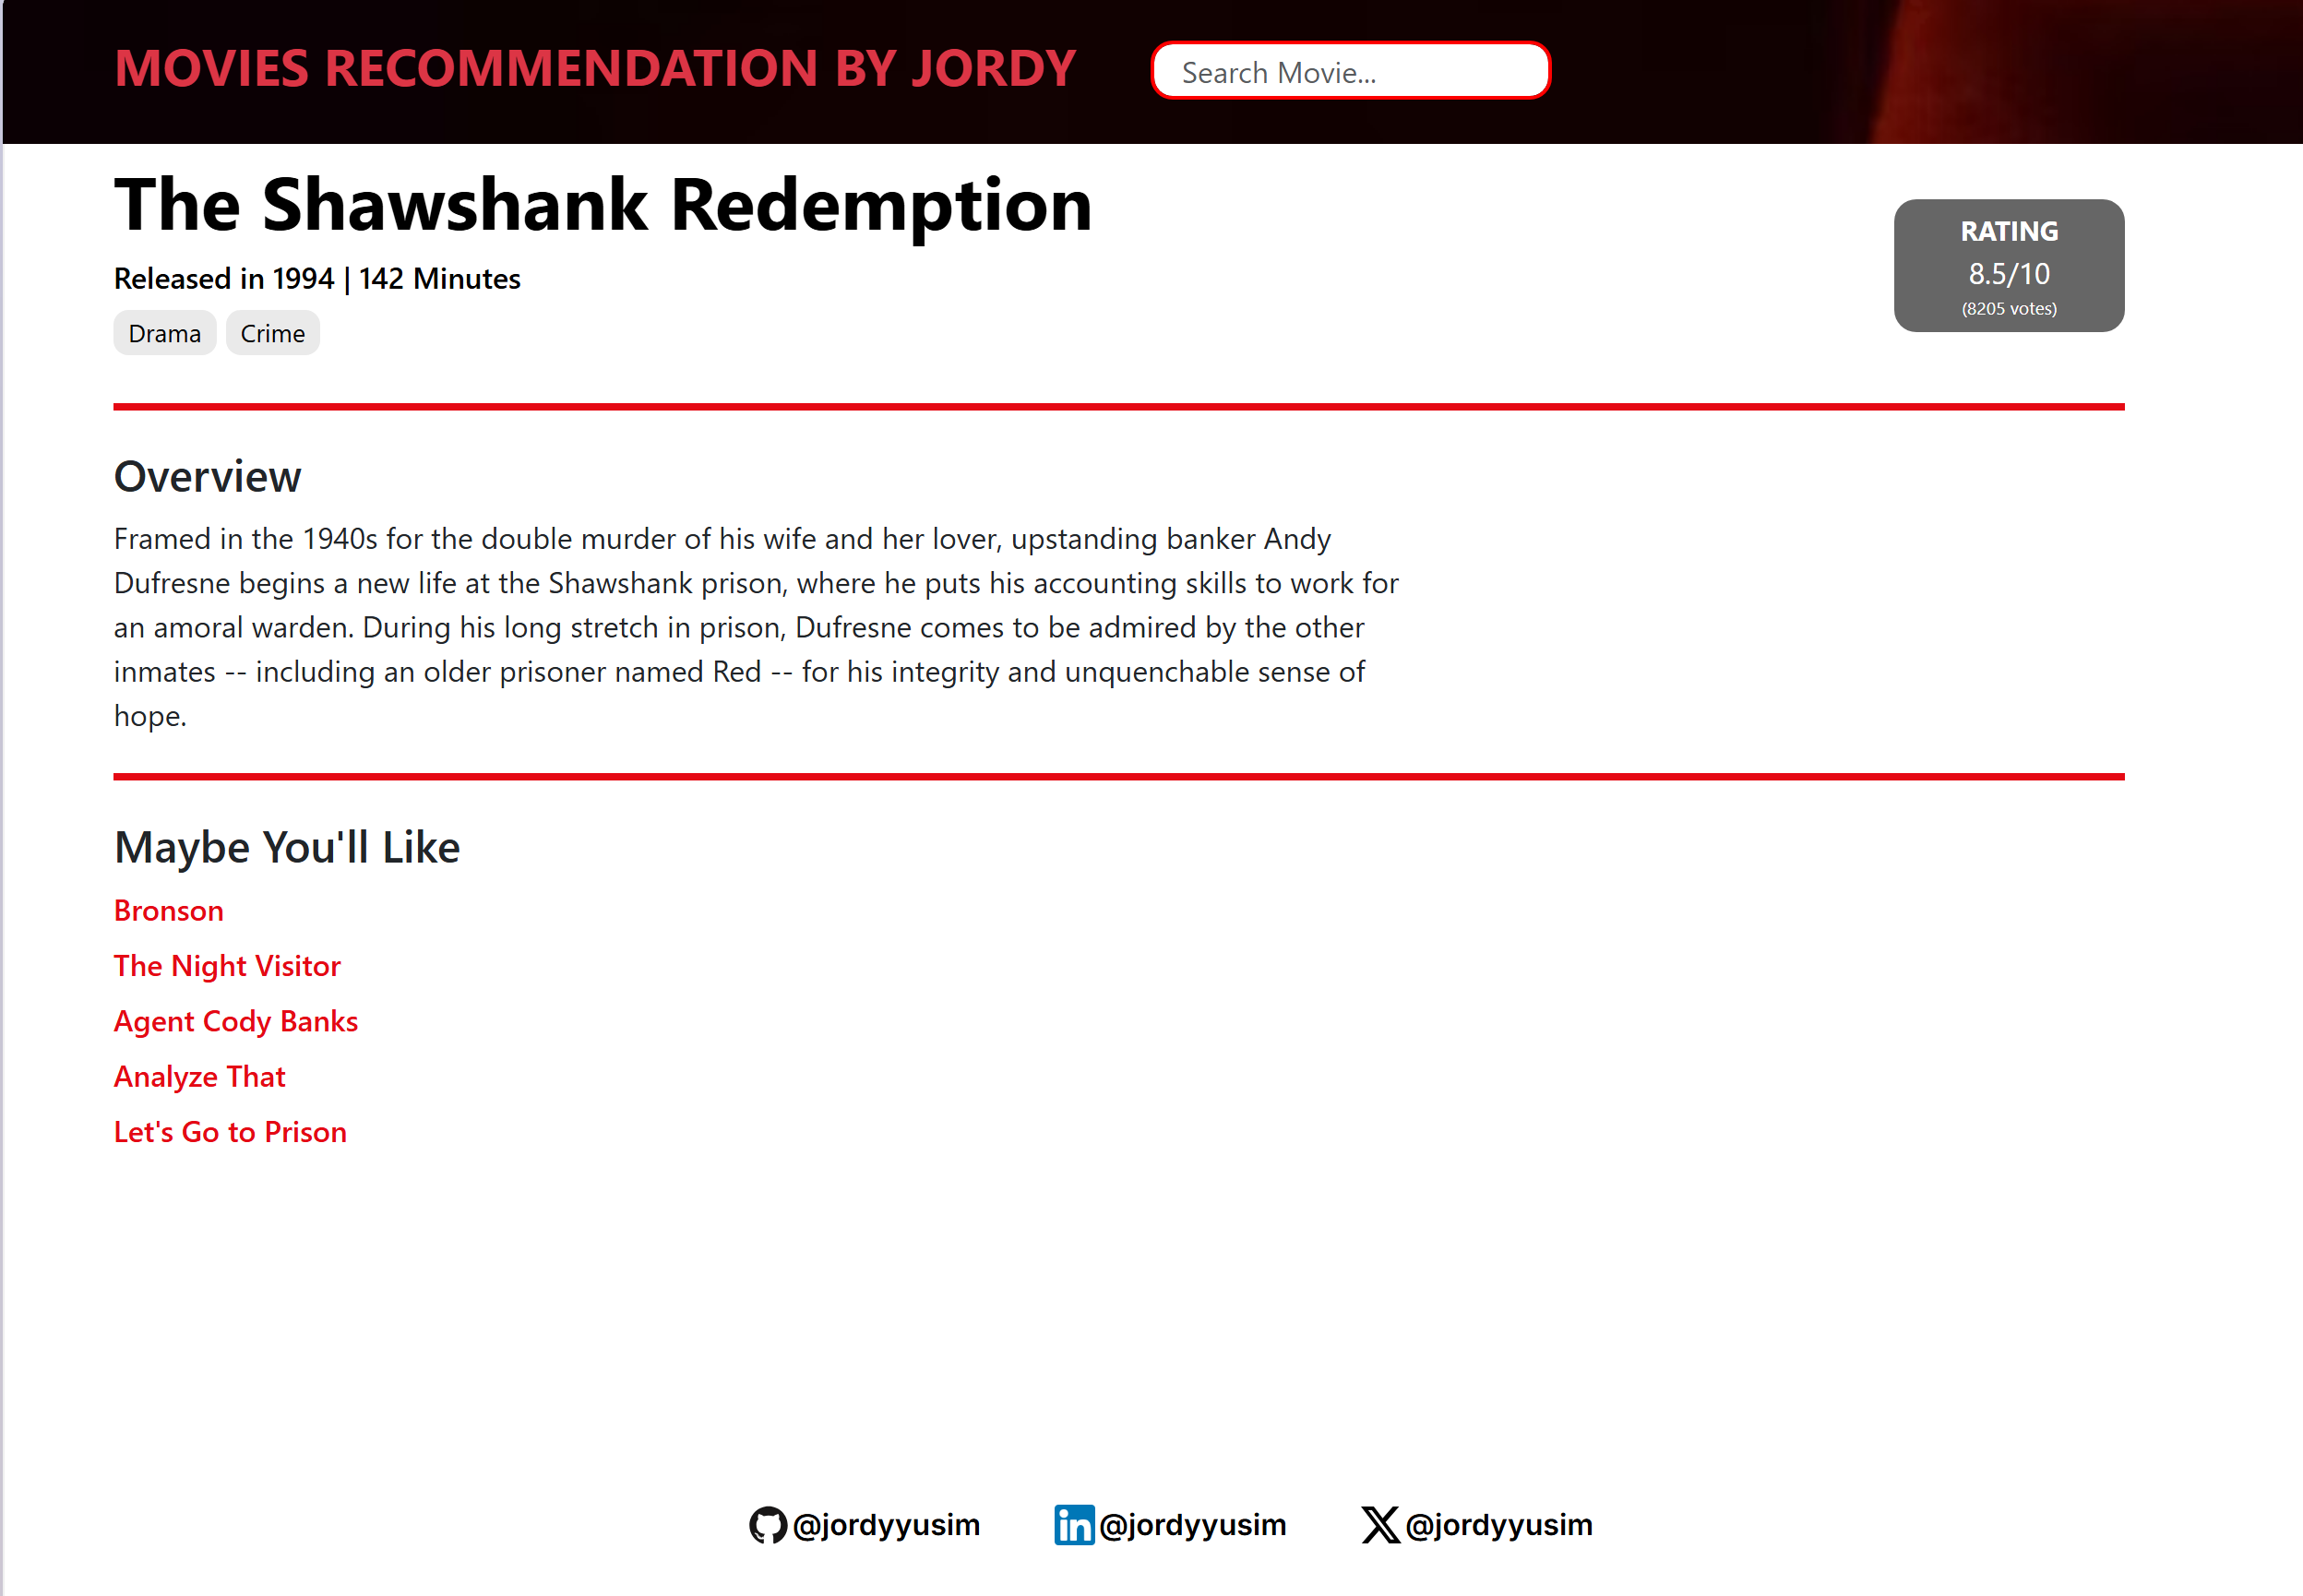 MOVIES RECOMMENDATION BY JORDY
Search Movie...
The Shawshank Redemption
Released in 1994 | 142 Minutes
Drama Crime
RATING
8.5/10
(8205 votes)
Overview
Framed in the 1940s for the double murder of his wife and her lover, upstanding banker Andy
Dufresne begins a new life at the Shawshank prison, where he puts his accounting skills to work for
an amoral warden. During his long stretch in prison, Dufresne comes to be admired by the other
inmates -- including an older prisoner named Red -- for his integrity and unquenchable sense of
hope.
Maybe You'll Like
Bronson
The Night Visitor
Agent Cody Banks
Analyze That
Let's Go to Prison
@jordyyusim in @jordyyusim X @jordyyusim